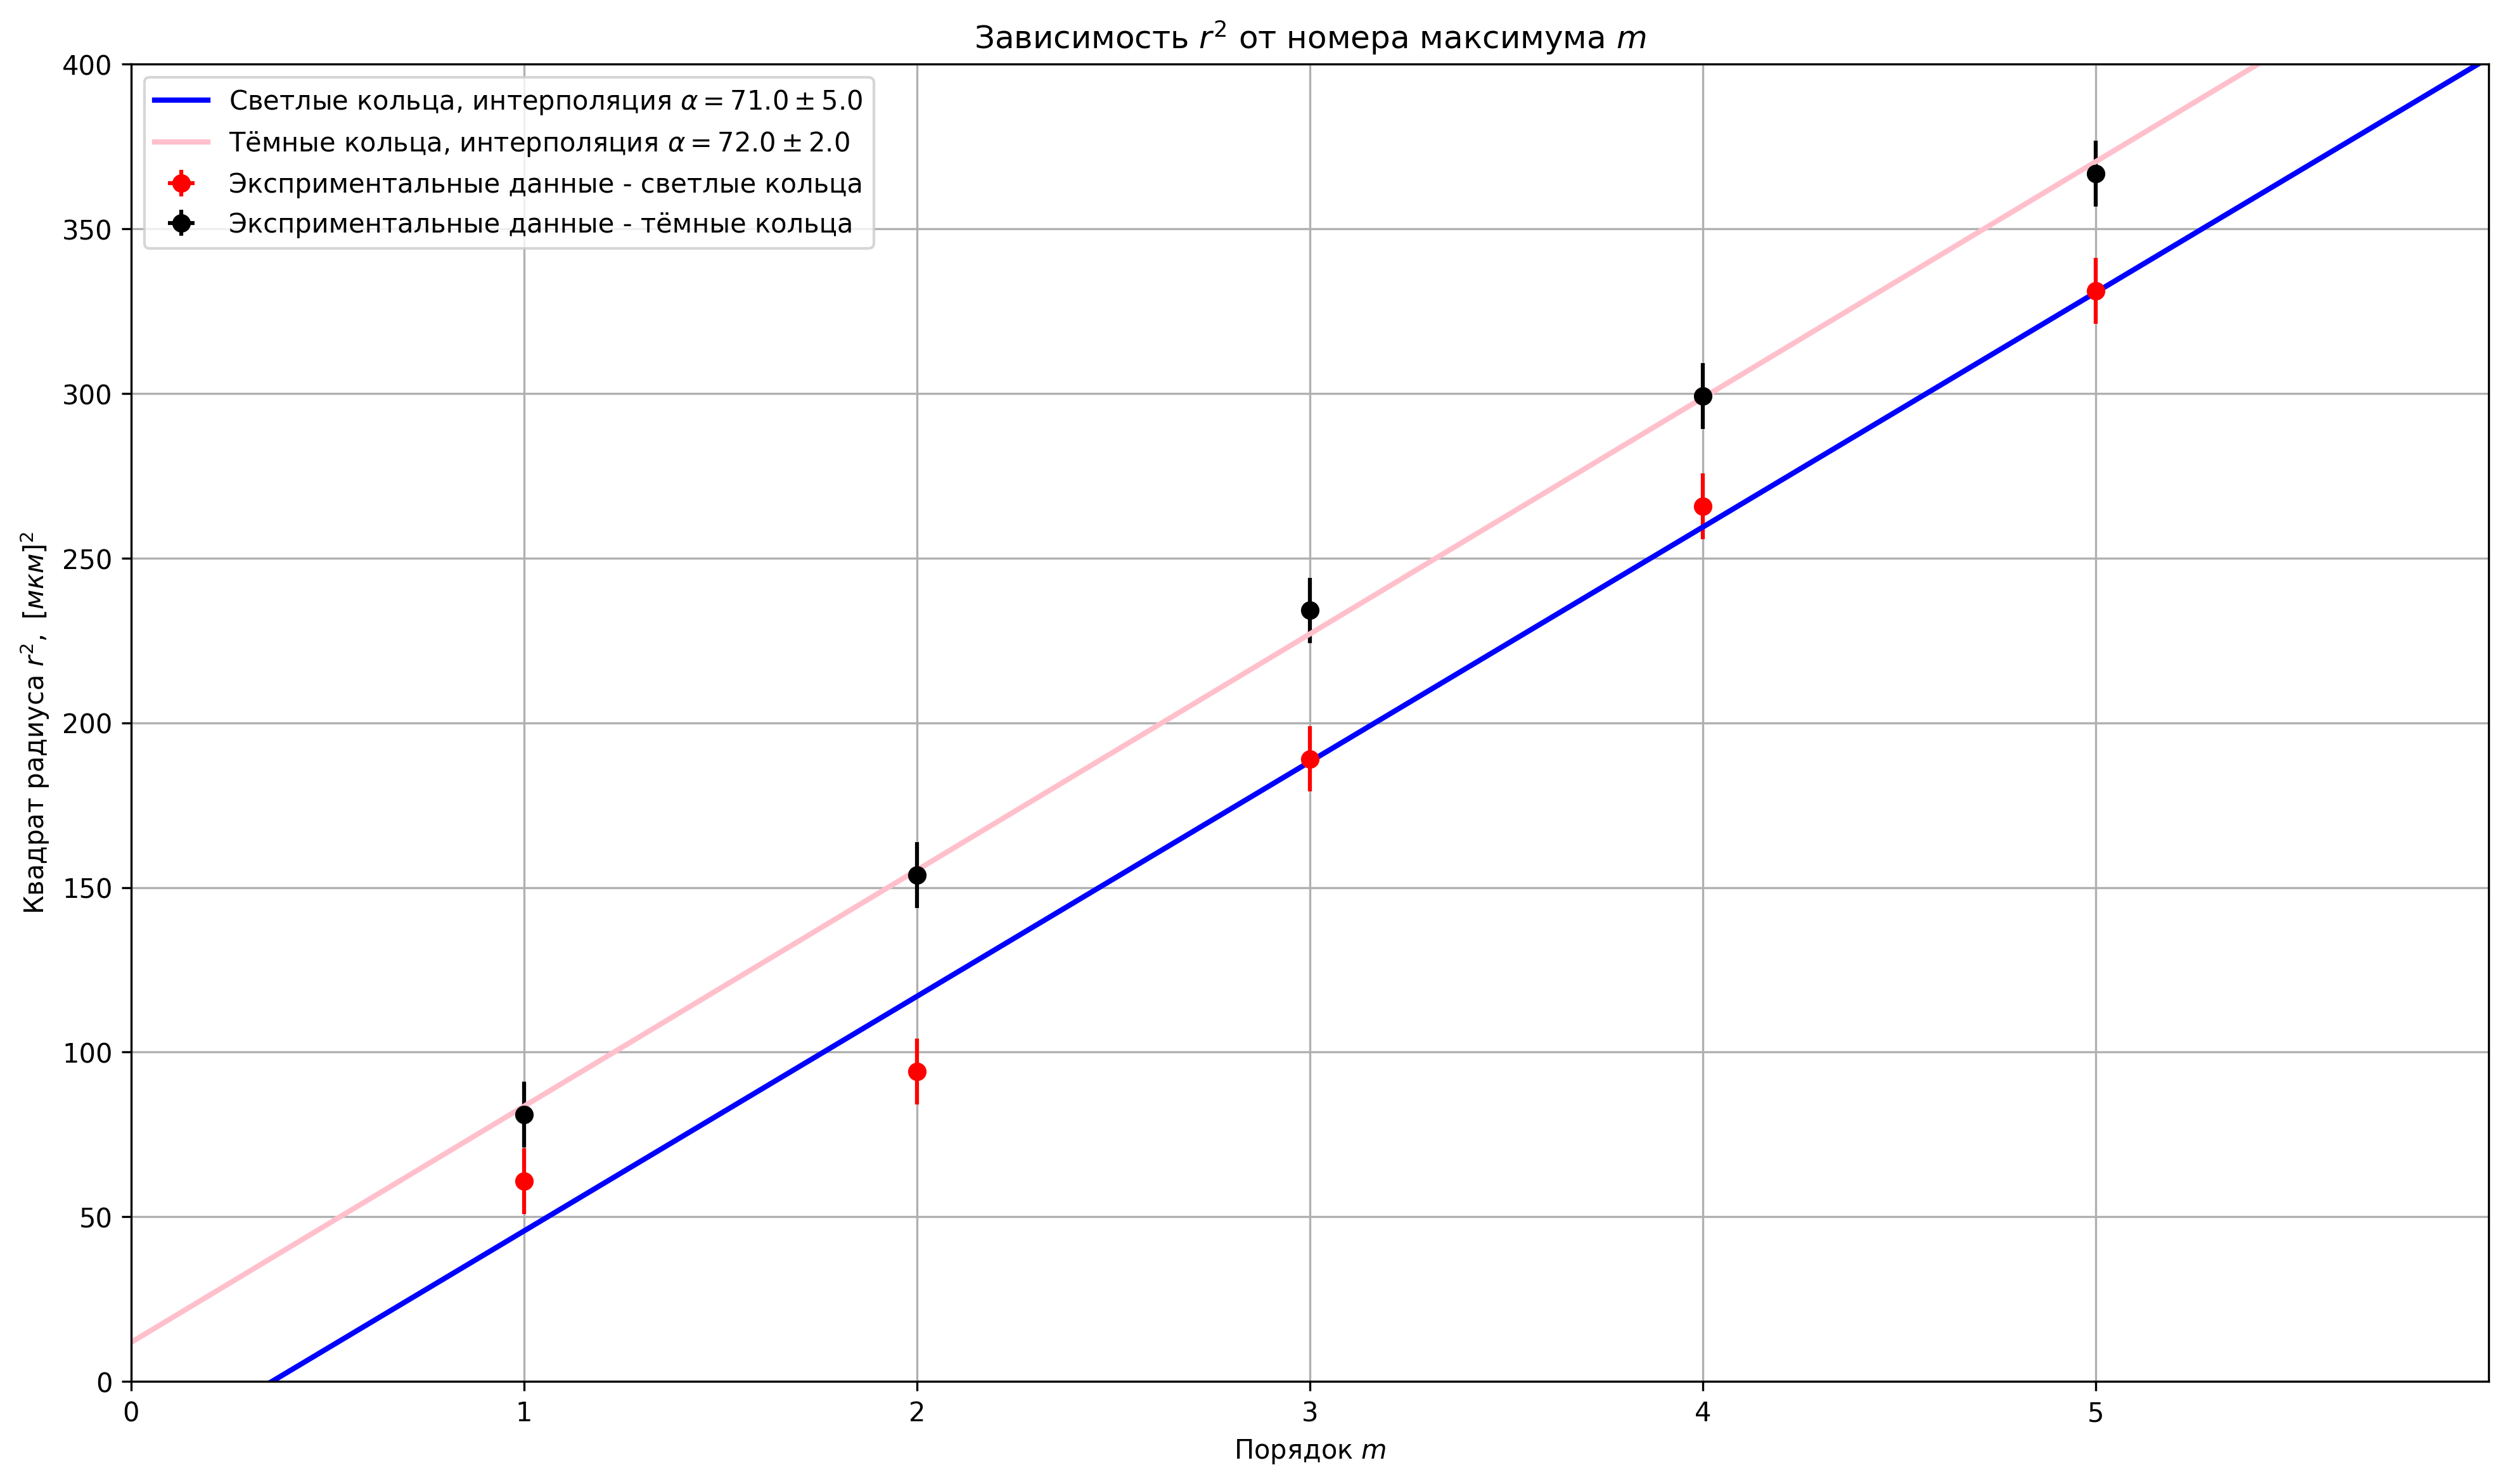 Зависимость r² от номера максимума m
Светлые кольца, интерполяция α = 71.0 ± 5.0
Тёмные кольца, интерполяция α = 72.0 ± 2.0
Эксприментальные данные - светлые кольца
Эксприментальные данные - тёмные кольца
Квадрат радиуса r², [мкм]²
400
350
300
250
200
150
100
50
0
0 1 2 3 4 5
Порядок m